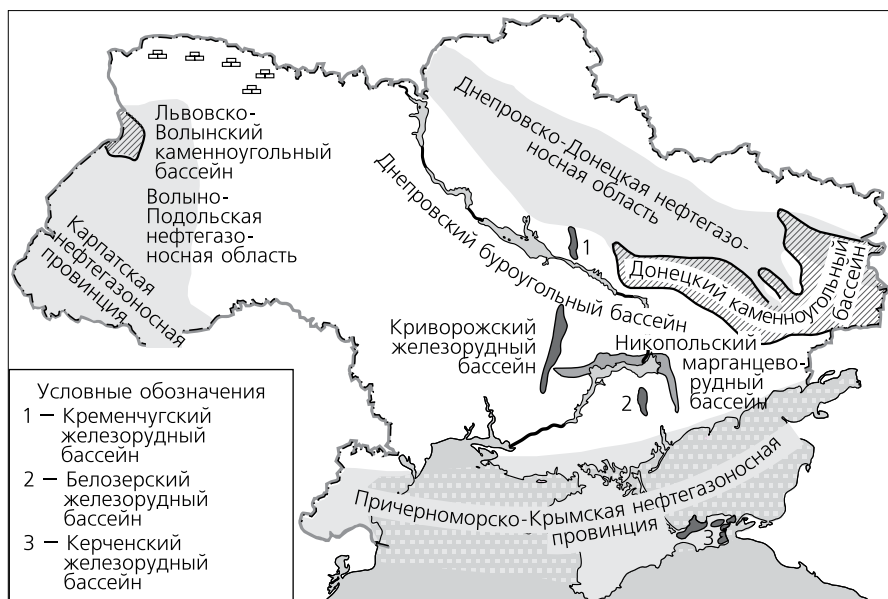 Львовско-
Волынский
каменноугольный
бассейн
Волыно-
Подольская
нефтегазо-
носная область
Карпатская
нефтегазоносная
провинция
Днепровско-Донецкая нефтегазо-
носная область
Днепровский буроугольный бассейн
1
Донецкий каменноугольный
бассейн
Криворожский
железорудный
бассейн
Никопольский
марганцево-
рудный
бассейн
2
Причерноморско-Крымская нефтегазоносная
провинция
3
Условные обозначения
1 – Кременчугский
железорудный
бассейн
2 – Белозерский
железорудный
бассейн
3 – Керченский
железорудный
бассейн